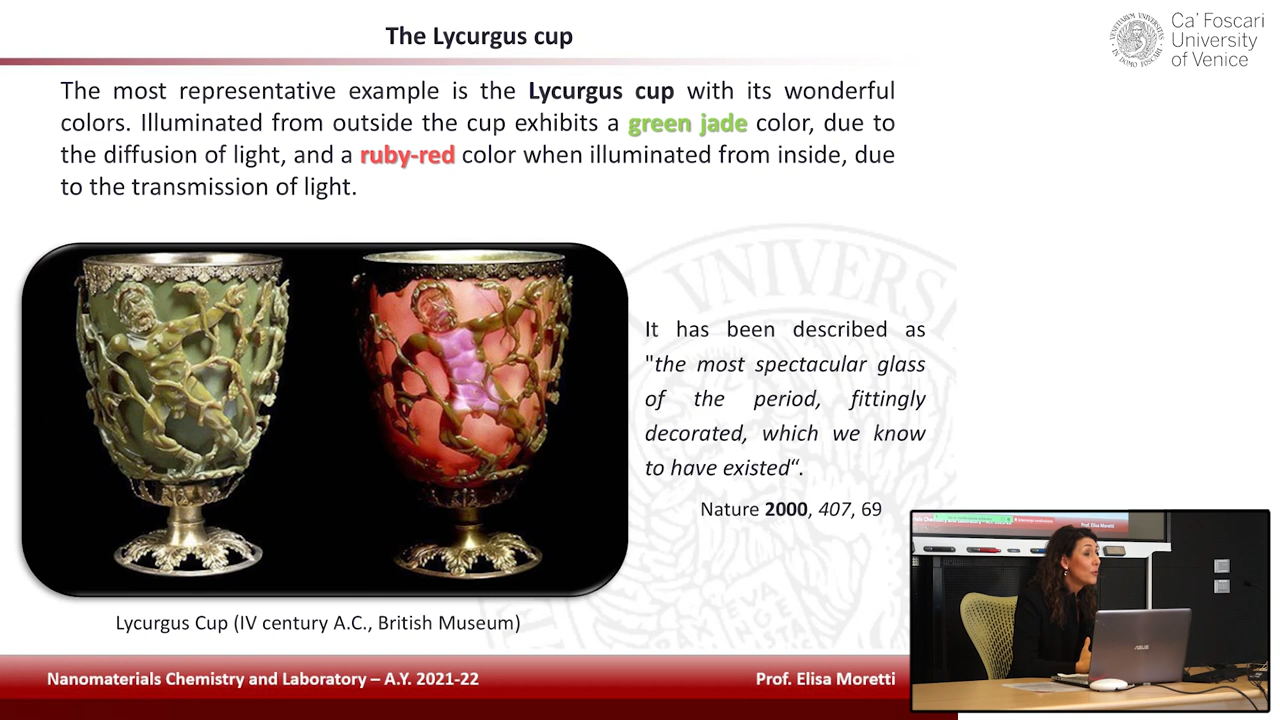 The Lycurgus cup
Ca' Foscari
University
of Venice
The most representative example is the Lycurgus cup with its wonderful
colors. Illuminated from outside the cup exhibits a green jade color, due to
the diffusion of light, and a ruby-red color when illuminated from inside, due
to the transmission of light.
It has been described as
"the most spectacular glass
of the period, fittingly
decorated, which we know
to have existed“.
Nature 2000, 407, 69
Lycurgus Cup (IV century A.C., British Museum)
Nanomaterials Chemistry and Laboratory – A.Y. 2021-22
Prof. Elisa Moretti
Prof. Elisa Moretti
ASUS